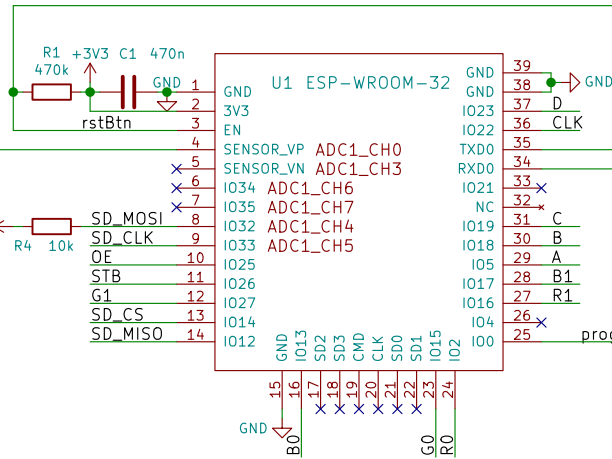 R1 +3V3 C1 470n
470k
GND
U1 ESP-WROOM-32
GND 39
GND 38 GND
1 GND
2 3V3
rstBtn 3 EN
4 SENSOR_VP ADC1_CH0
5 SENSOR_VN ADC1_CH3
6 IO34 ADC1_CH6
7 IO35 ADC1_CH7
SD_MOSI 8 IO32 ADC1_CH4
R4 10k
SD_CLK 9 IO33 ADC1_CH5
OE 10 IO25
STB 11 IO26
G1 12 IO27
SD_CS 13 IO14
SD_MISO 14 IO12
IO23 37 D
IO22 36 CLK
TXD0 35
RXD0 34
IO21 33
NC 32
IO19 31 C
IO18 30 B
IO5 29 A
IO17 28 B1
IO16 27 R1
IO4 26
IO0 25 proc
GND 15 GND
IO13 16 B0
SD2 17
SD3 18
CMD 19
CLK 20
SD0 21
SD1 22
IO15 23 G0
IO2 24 R0